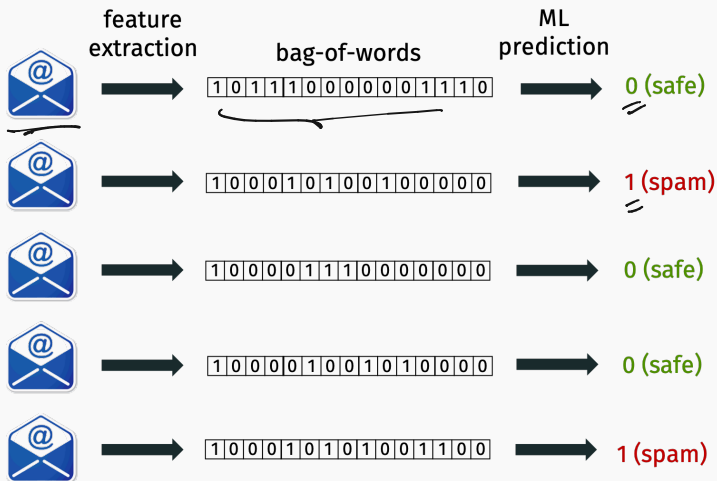 feature extraction
bag-of-words
ML prediction
@ 1 0 1 1 1 0 0 0 0 0 0 1 1 1 0 0 (safe)
@ 1 0 0 0 1 0 1 0 0 1 0 0 0 0 0 1 (spam)
@ 1 0 0 0 0 1 1 1 0 0 0 0 0 0 0 0 (safe)
@ 1 0 0 0 0 1 0 0 1 0 1 0 0 0 0 0 (safe)
@ 1 0 0 0 1 0 1 0 1 0 0 1 1 0 0 1 (spam)